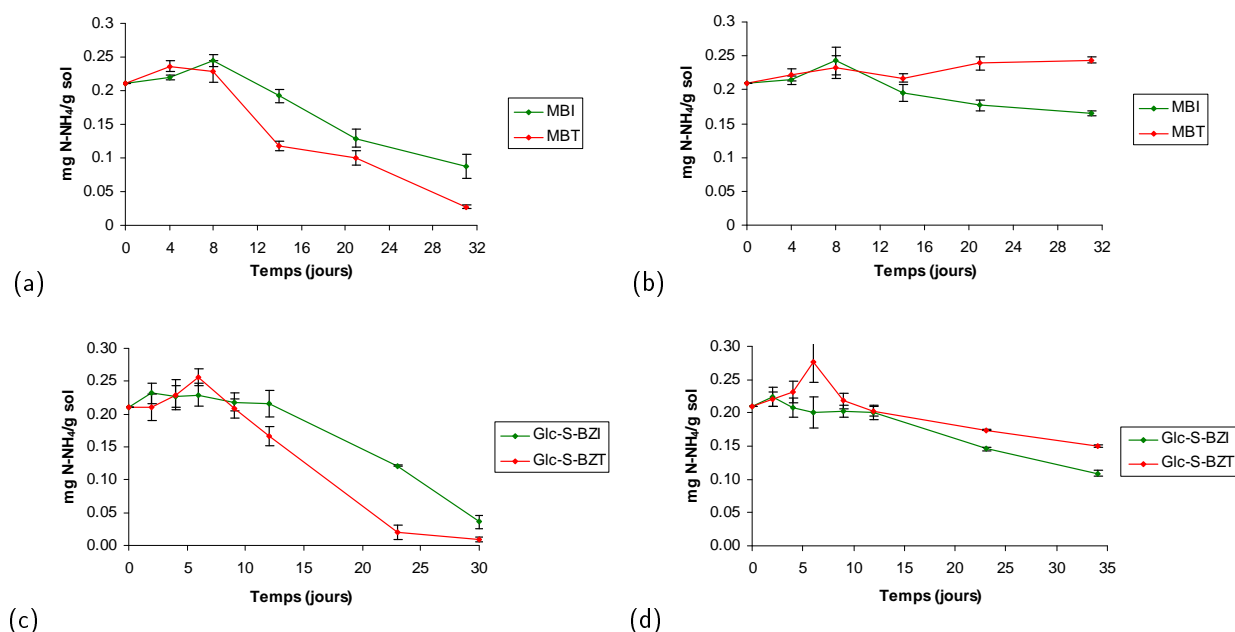 0.3
0.25
0.2
0.15
0.1
0.05
0
mg N-NH₄/g sol
0 4 8 12 16 20 24 28 32
Temps (jours)
MBI
MBT
(a)
0.3
0.25
0.2
0.15
0.1
0.05
0
mg N-NH₄/g sol
0 4 8 12 16 20 24 28 32
Temps (jours)
MBI
MBT
(b)
0.30
0.25
0.20
0.15
0.10
0.05
0.00
mg N-NH₄/g sol
0 5 10 15 20 25 30
Temps (jours)
Glc-S-BZI
Glc-S-BZT
(c)
0.30
0.25
0.20
0.15
0.10
0.05
0.00
mg N-NH₄/g sol
0 5 10 15 20 25 30 35
Temps (jours)
Glc-S-BZI
Glc-S-BZT
(d)